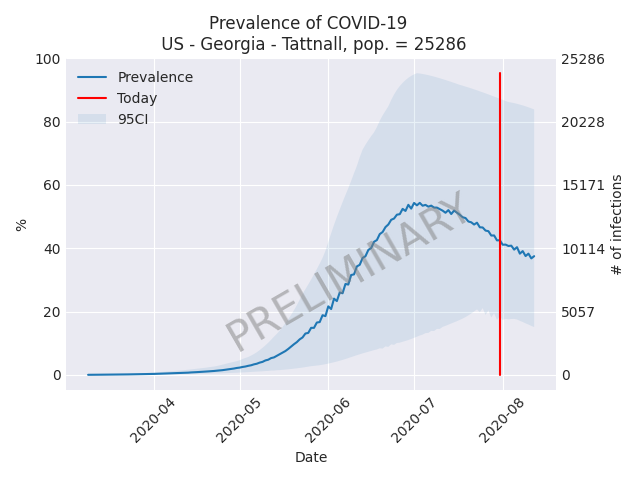 Prevalence of COVID-19
US - Georgia - Tattnall, pop. = 25286
100
80
60
40
20
0
25286
20228
15171
10114
5057
0
%
# of infections
Prevalence
Today
95CI
PRELIMINARY
2020-04
2020-05
2020-06
2020-07
2020-08
Date